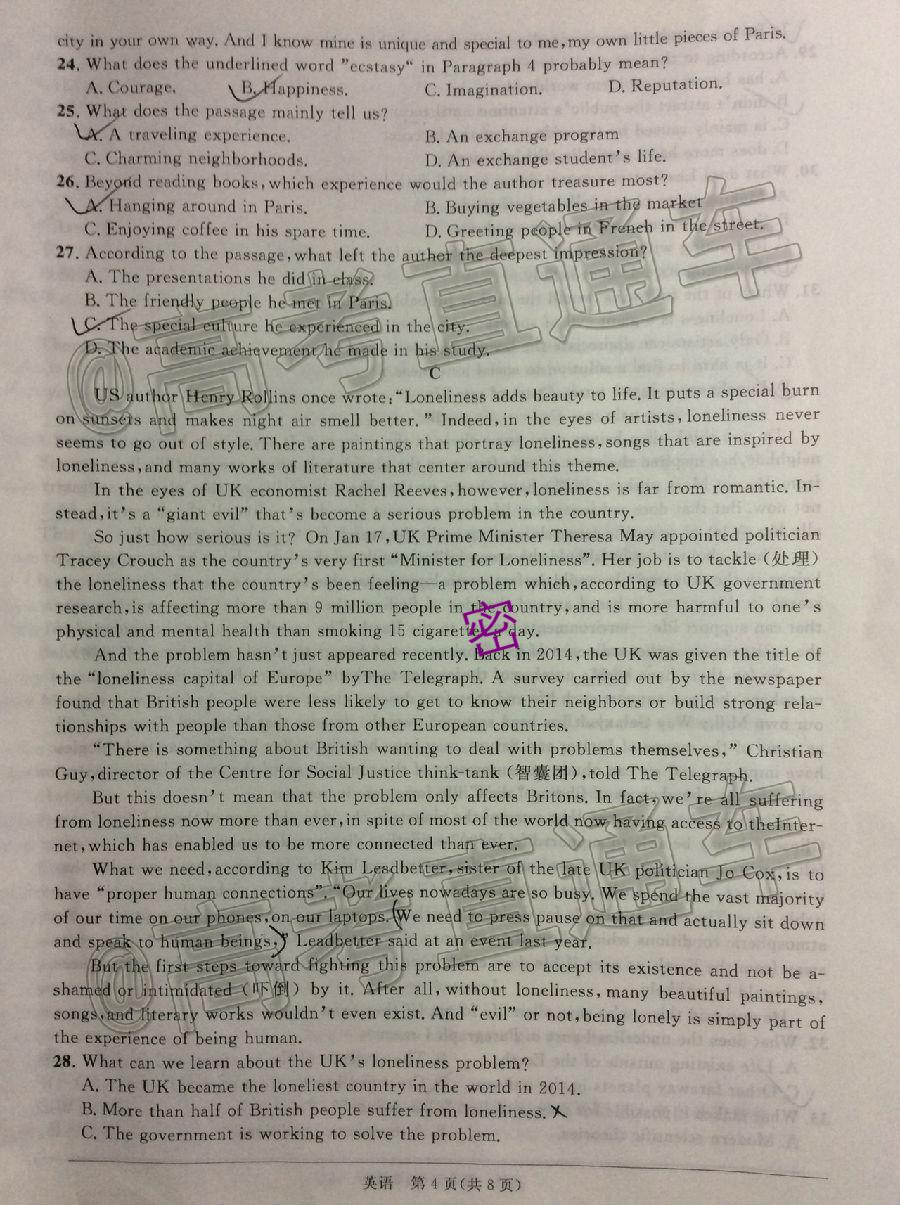 city in your own way. And I know mine is unique and special to me, my own little pieces of Paris.
24. What does the underlined word "ecstasy" in Paragraph 4 probably mean?
A. Courage. B. Happiness. C. Imagination. D. Reputation.
25. What does the passage mainly tell us?
A. A traveling experience. B. An exchange program
C. Charming neighborhoods. D. An exchange student's life.
26. Beyond reading books, which experience would the author treasure most?
A. Hanging around in Paris. B. Buying vegetables in the market
C. Enjoying coffee in his spare time. D. Greeting people in French in the street.
27. According to the passage, what left the author the deepest impression?
A. The presentations he did in class.
B. The friendly people he met in Paris.
C. The special culture he experienced in the city.
D. The academic achievement he made in his study.
@高考直通车
C
US author Henry Rollins once wrote: "Loneliness adds beauty to life. It puts a special burn
on sunsets and makes night air smell better." Indeed, in the eyes of artists, loneliness never
seems to go out of style. There are paintings that portray loneliness, songs that are inspired by
loneliness, and many works of literature that center around this theme.
In the eyes of UK economist Rachel Reeves, however, loneliness is far from romantic. In-
stead, it's a "giant evil" that's become a serious problem in the country.
So just how serious is it? On Jan 17, UK Prime Minister Theresa May appointed politician
Tracey Crouch as the country's very first "Minister for Loneliness". Her job is to tackle (处理)
the loneliness that the country's been feeling—a problem which, according to UK government
research, is affecting more than 9 million people in the country, and is more harmful to one's
physical and mental health than smoking 15 cigarettes a day.
密
And the problem hasn't just appeared recently. Back in 2014, the UK was given the title of
the "loneliness capital of Europe" byThe Telegraph. A survey carried out by the newspaper
found that British people were less likely to get to know their neighbors or build strong rela-
tionships with people than those from other European countries.
"There is something about British wanting to deal with problems themselves," Christian
Guy, director of the Centre for Social Justice think-tank (智囊团), told The Telegraph.
But this doesn't mean that the problem only affects Britons. In fact, we're all suffering
from loneliness now more than ever, in spite of most of the world now having access to theInter-
net, which has enabled us to be more connected than ever.
What we need, according to Kim Leadbetter, sister of the late UK politician Jo Cox, is to
have "proper human connections". "Our lives nowadays are so busy. We spend the vast majority
of our time on our phones, on our laptops. We need to press pause on that and actually sit down
and speak to human beings," Leadbetter said at an event last year.
But the first steps toward fighting this problem are to accept its existence and not be a-
shamed or intimidated (吓倒) by it. After all, without loneliness, many beautiful paintings,
songs, and literary works wouldn't even exist. And "evil" or not, being lonely is simply part of
the experience of being human.
@高考直通车
28. What can we learn about the UK's loneliness problem?
A. The UK became the loneliest country in the world in 2014.
B. More than half of British people suffer from loneliness.
C. The government is working to solve the problem.
英语 第4页(共8页)